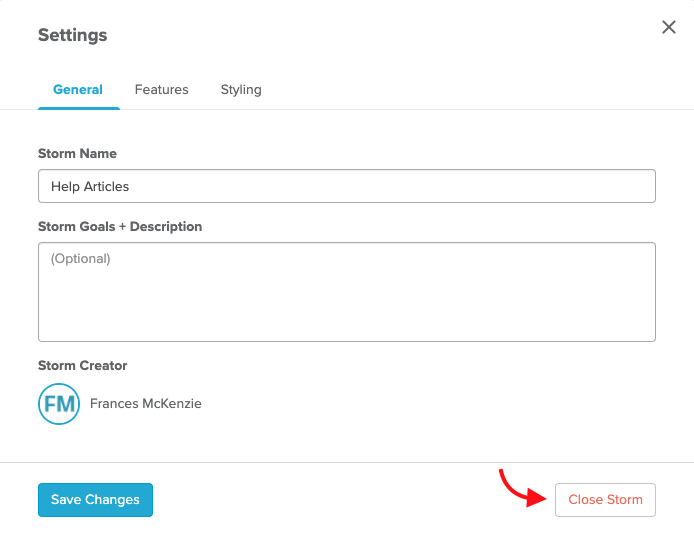 Settings
General Features Styling
Storm Name
Help Articles
Storm Goals + Description
(Optional)
Storm Creator
FM Frances McKenzie
Save Changes Close Storm